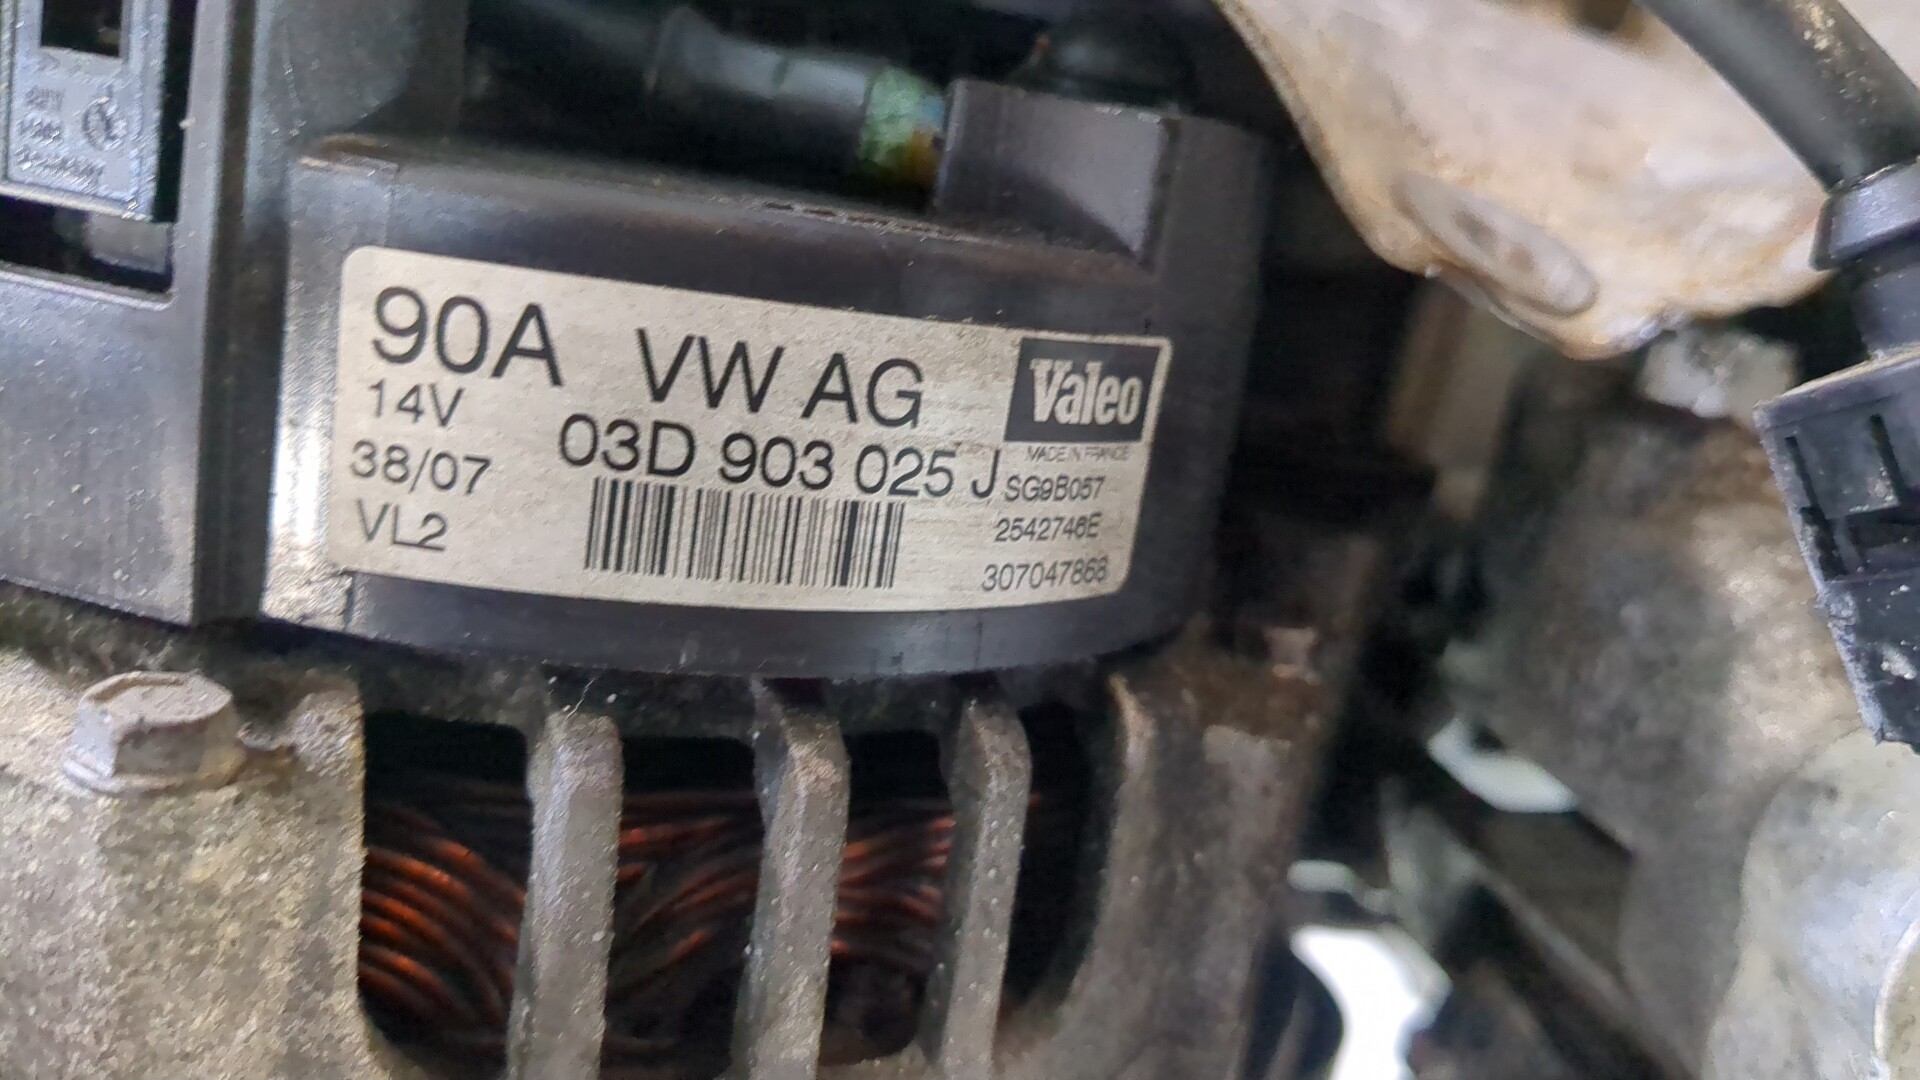 90A VW AG
Valeo
14V
03D 903 025 J
MADE IN FRANCE
38/07
SG9B057
VL2
2542746E
307047868